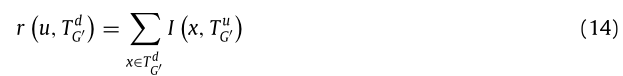 r (u, T^d_{G′}) = ∑_{x∈T^d_{G′}} I (x, T^u_{G′}) (14)